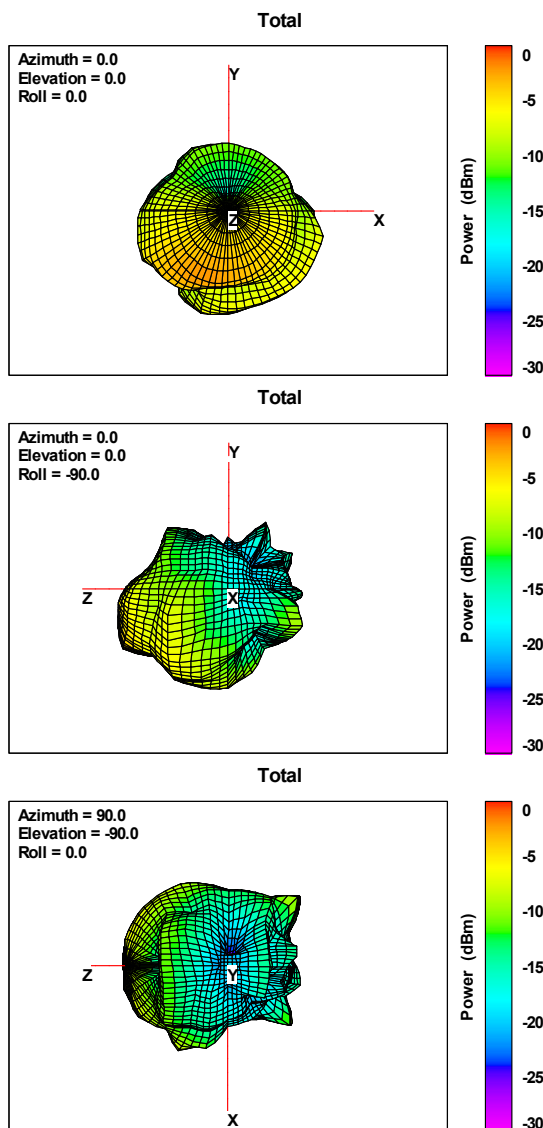 Total
Azimuth = 0.0
Elevation = 0.0
Roll = 0.0
Y
Z
X
0
-5
-10
-15
-20
-25
-30
Power (dBm)
Total
Azimuth = 0.0
Elevation = 0.0
Roll = -90.0
Y
Z
X
0
-5
-10
-15
-20
-25
-30
Power (dBm)
Total
Azimuth = 90.0
Elevation = -90.0
Roll = 0.0
Z
Y
X
0
-5
-10
-15
-20
-25
-30
Power (dBm)